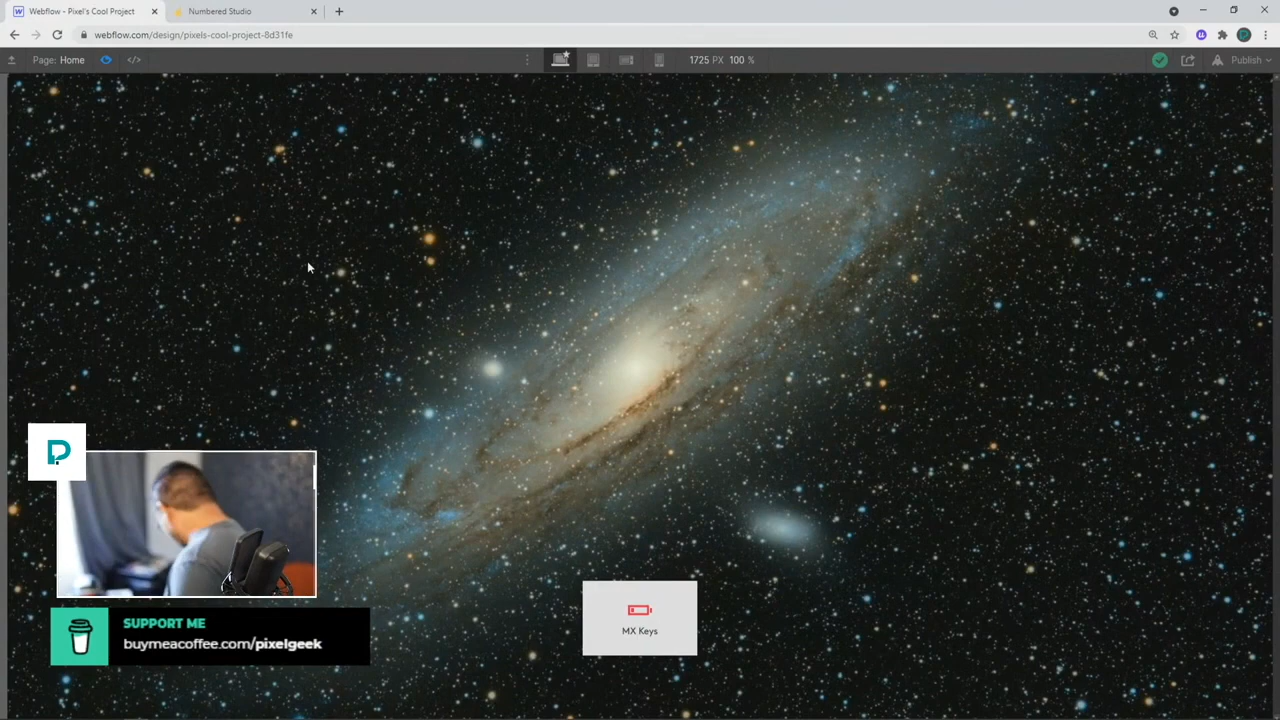 Webflow - Pixel's Cool Project
Numbered Studio
webflow.com/design/pixels-cool-project-8d31fe
Page: Home
1725 PX 100 %
Publish
P.
SUPPORT ME
buymeacoffee.com/pixelgeek
MX Keys